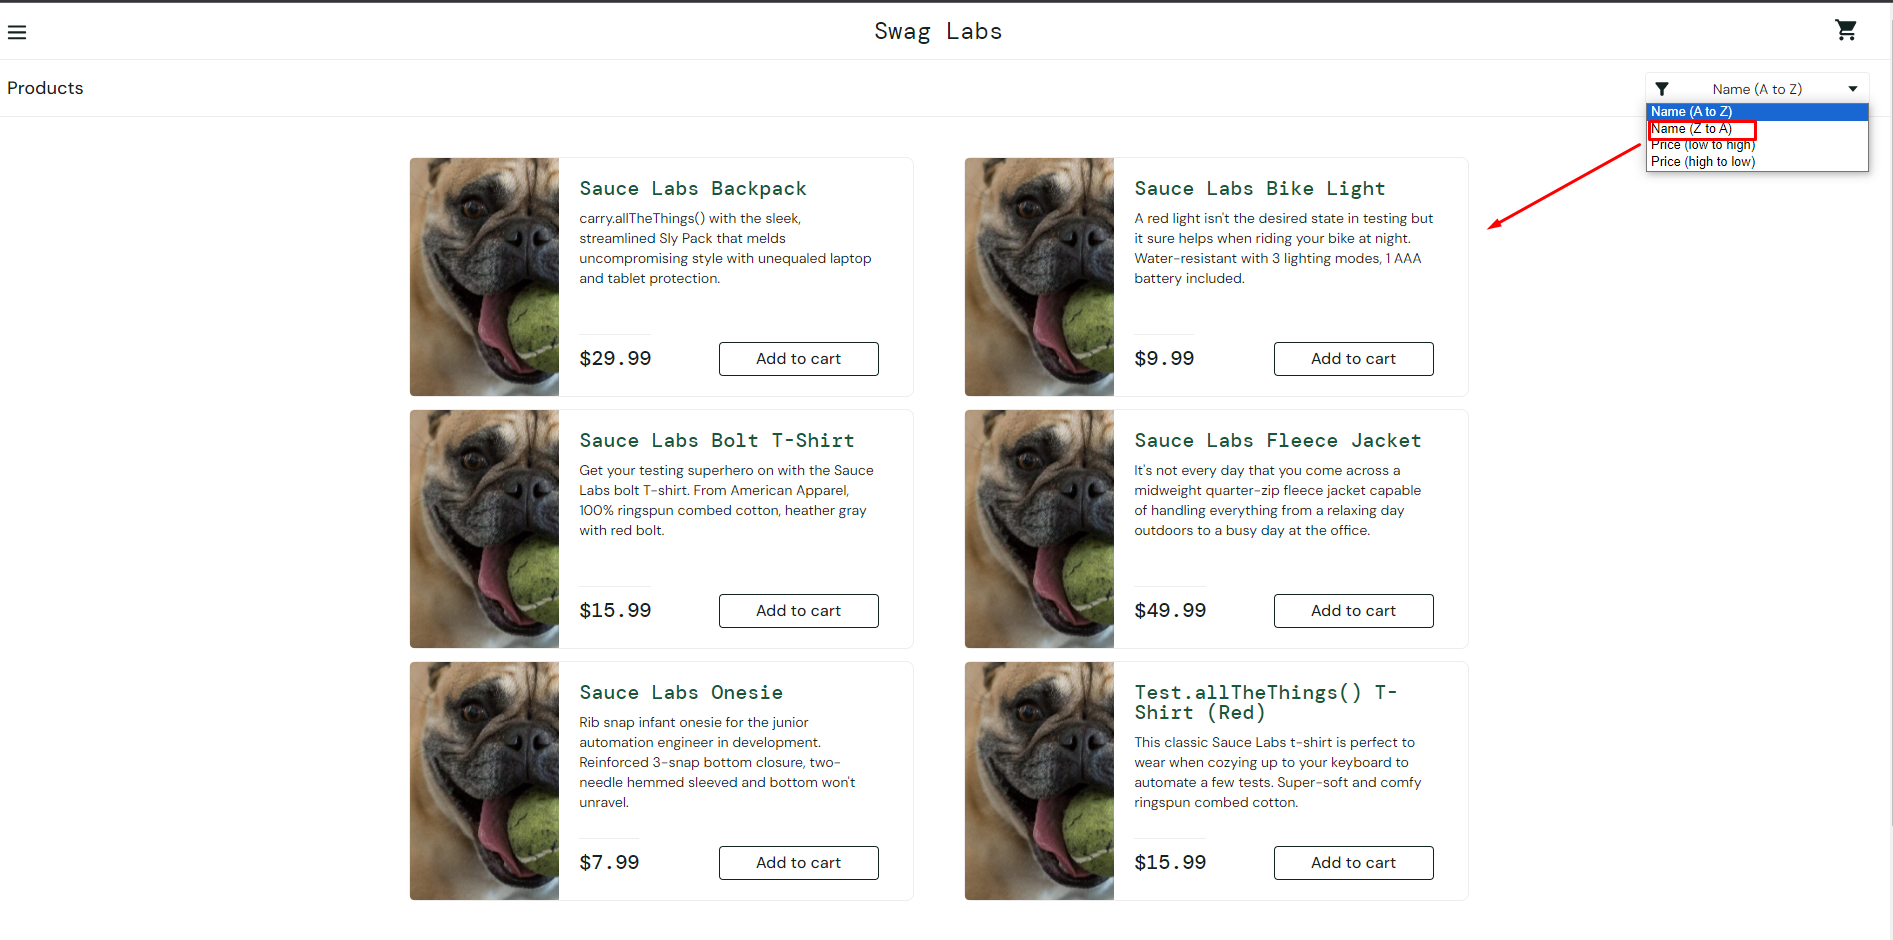 Swag Labs
Products
Name (A to Z)
Name (A to Z)
Name (Z to A)
Price (low to high)
Price (high to low)
Sauce Labs Backpack
carry.allTheThings() with the sleek,
streamlined Sly Pack that melds
uncompromising style with unequaled laptop
and tablet protection.
$29.99
Add to cart
Sauce Labs Bike Light
A red light isn't the desired state in testing but
it sure helps when riding your bike at night.
Water-resistant with 3 lighting modes, 1 AAA
battery included.
$9.99
Add to cart
Sauce Labs Bolt T-Shirt
Get your testing superhero on with the Sauce
Labs bolt T-shirt. From American Apparel,
100% ringspun combed cotton, heather gray
with red bolt.
$15.99
Add to cart
Sauce Labs Fleece Jacket
It's not every day that you come across a
midweight quarter-zip fleece jacket capable
of handling everything from a relaxing day
outdoors to a busy day at the office.
$49.99
Add to cart
Sauce Labs Onesie
Rib snap infant onesie for the junior
automation engineer in development.
Reinforced 3-snap bottom closure, two-
needle hemmed sleeved and bottom won't
unravel.
$7.99
Add to cart
Test.allTheThings() T-
Shirt (Red)
This classic Sauce Labs t-shirt is perfect to
wear when cozying up to your keyboard to
automate a few tests. Super-soft and comfy
ringspun combed cotton.
$15.99
Add to cart